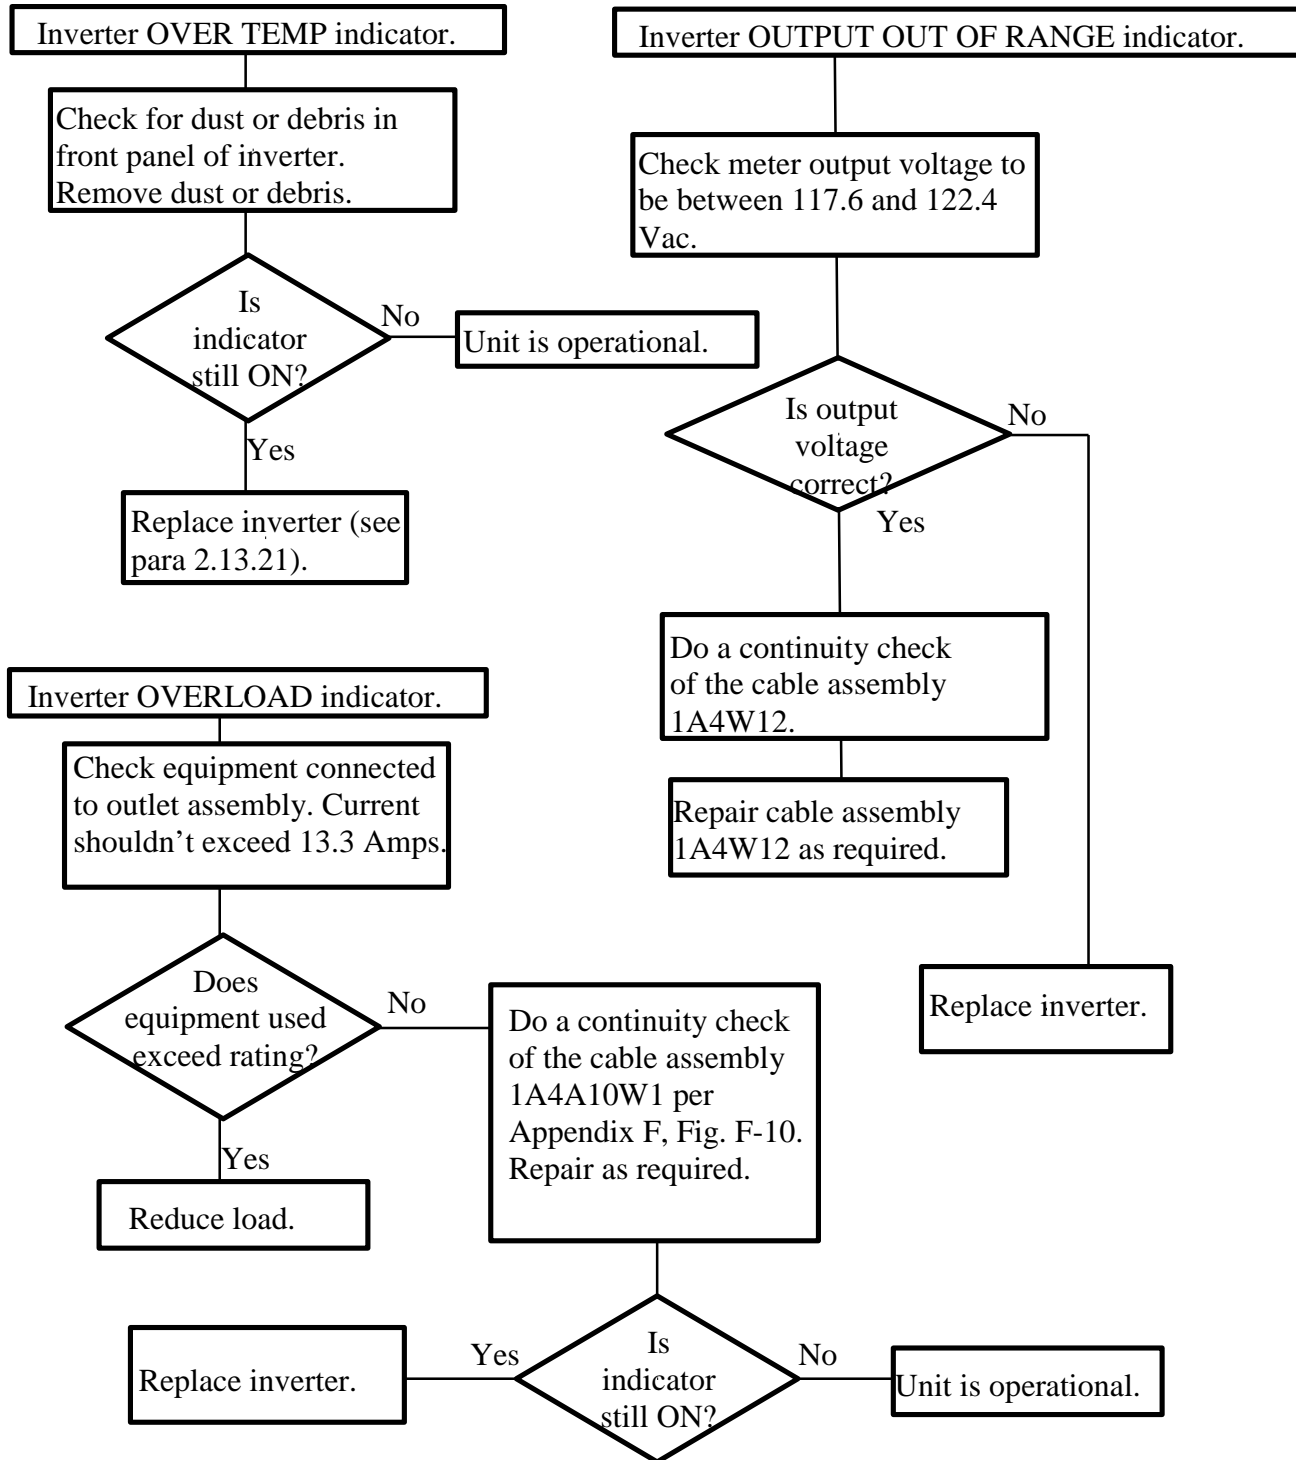 Inverter OVER TEMP indicator.
Check for dust or debris in
front panel of inverter.
Remove dust or debris.
Is
indicator
still ON?
No
Unit is operational.
Yes
Replace inverter (see
para 2.13.21).
Inverter OUTPUT OUT OF RANGE indicator.
Check meter output voltage to
be between 117.6 and 122.4
Vac.
Is output
voltage
correct?
No
Yes
Do a continuity check
of the cable assembly
1A4W12.
Repair cable assembly
1A4W12 as required.
Replace inverter.
Inverter OVERLOAD indicator.
Check equipment connected
to outlet assembly. Current
shouldn’t exceed 13.3 Amps.
Does
equipment used
exceed rating?
No
Yes
Reduce load.
Do a continuity check
of the cable assembly
1A4A10W1 per
Appendix F, Fig. F-10.
Repair as required.
Is
indicator
still ON?
Yes
Replace inverter.
No
Unit is operational.